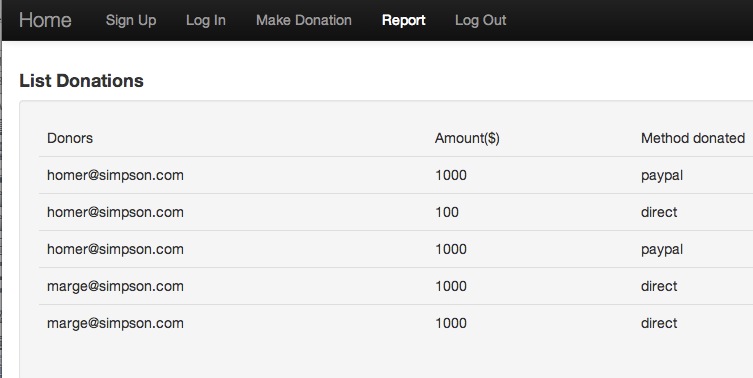 Home Sign Up Log In Make Donation Report Log Out
List Donations
Donors Amount($) Method donated
homer@simpson.com 1000 paypal
homer@simpson.com 100 direct
homer@simpson.com 1000 paypal
marge@simpson.com 1000 direct
marge@simpson.com 1000 direct